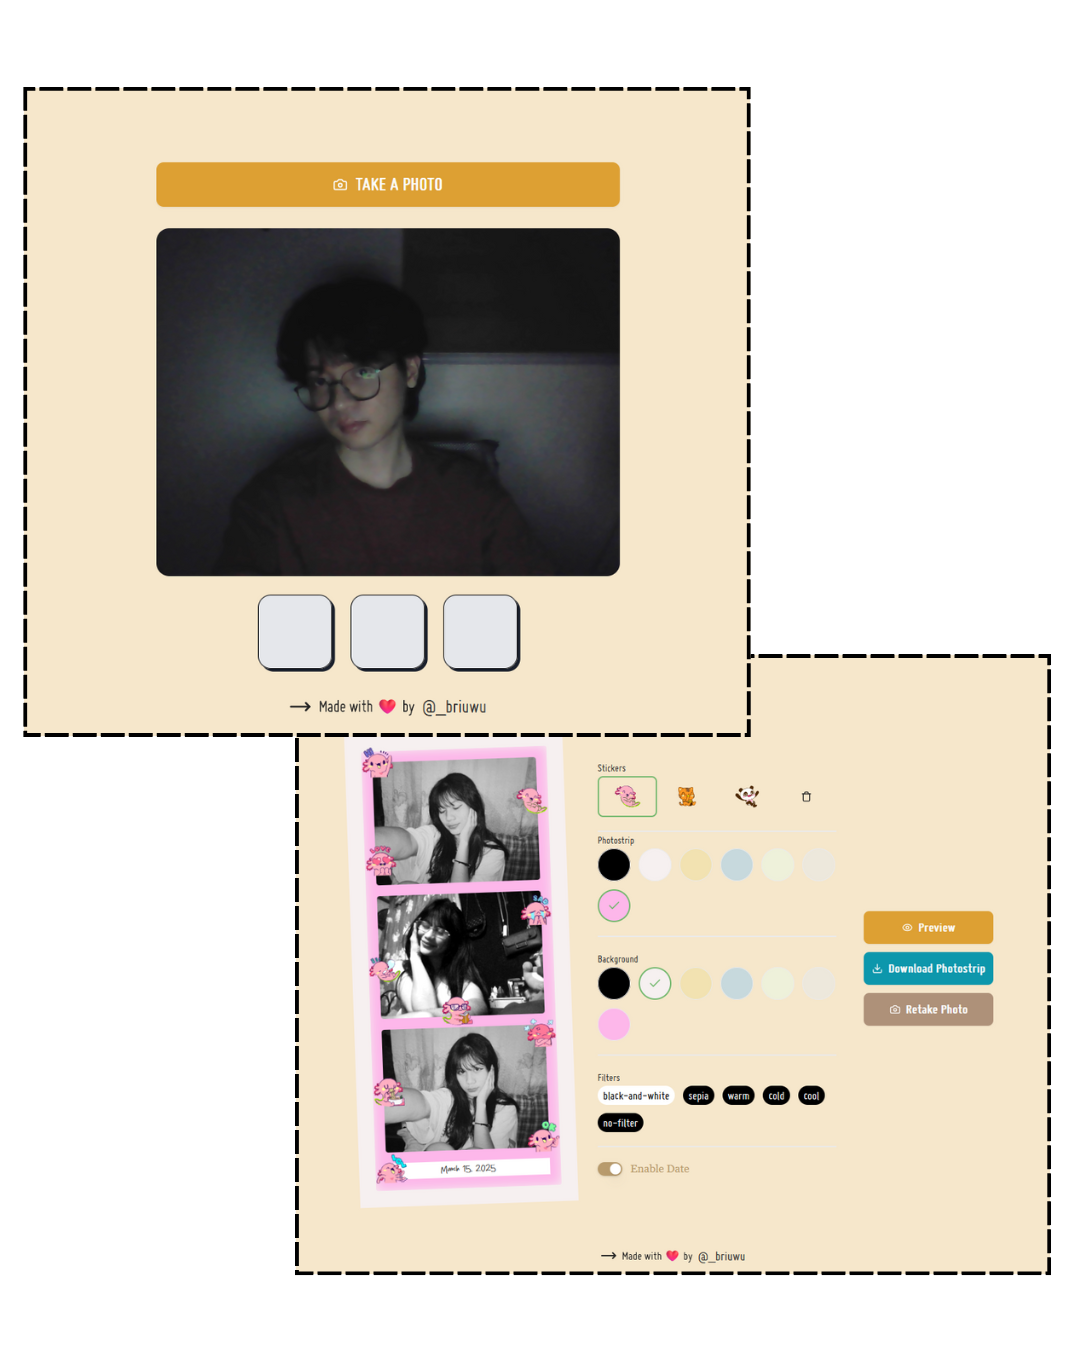 TAKE A PHOTO
→ Made with ❤️ by @_briuwu
Stickers
Photostrip
Background
Filters
black-and-white sepia warm cold cool
no-filter
Enable Date
Preview
Download Photostrip
Retake Photo
March 15, 2025
→ Made with ❤️ by @_briuwu